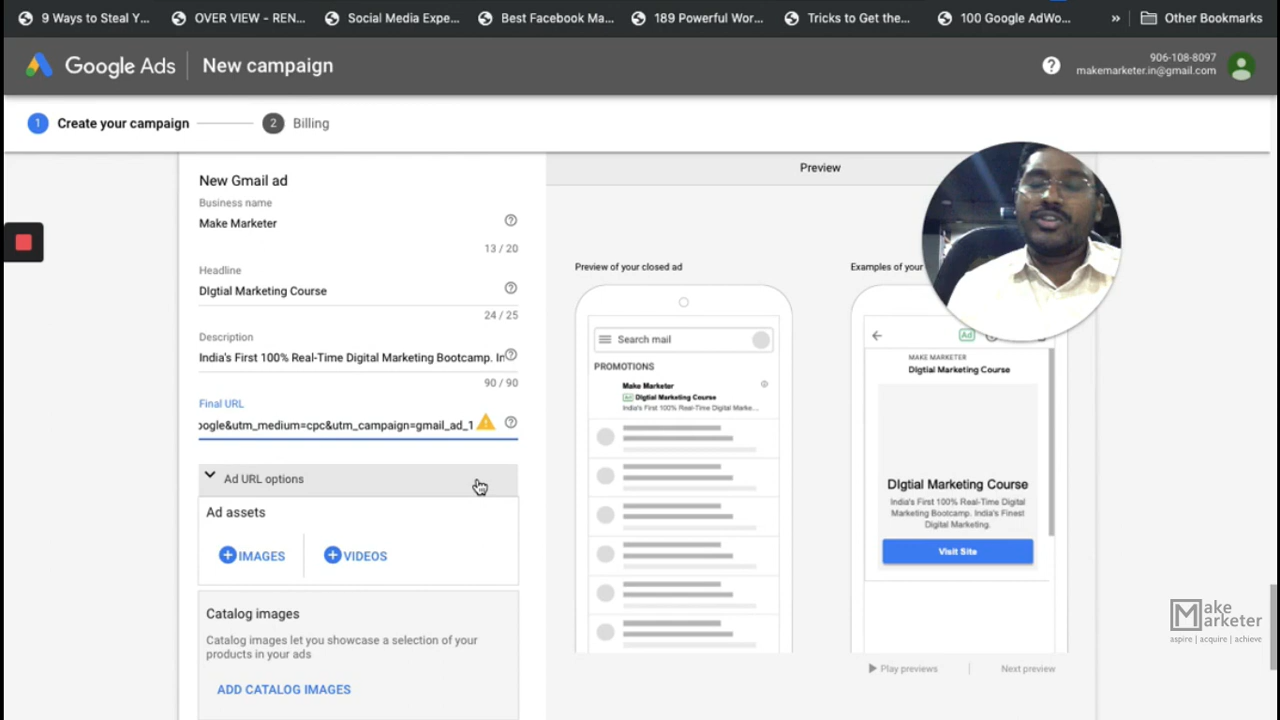 9 Ways to Steal Y...
OVER VIEW - REN...
Social Media Expe...
Best Facebook Ma...
189 Powerful Wor...
Tricks to Get the...
100 Google AdWo...
»
Other Bookmarks
Google Ads
New campaign
906-108-8097
makemarketer.in@gmail.com
1 Create your campaign
2 Billing
New Gmail ad
Business name
Make Marketer
13 / 20
Headline
DIgtial Marketing Course
24 / 25
Description
India's First 100% Real-Time Digital Marketing Bootcamp. In
90 / 90
Final URL
oogle&utm_medium=cpc&utm_campaign=gmail_ad_1
Ad URL options
Ad assets
IMAGES
VIDEOS
Catalog images
Catalog images let you showcase a selection of your
products in your ads
ADD CATALOG IMAGES
Preview
Preview of your closed ad
Search mail
PROMOTIONS
Make Marketer
Ad DIgtial Marketing Course
India's First 100% Real-Time Digital Marke...
Examples of your
Ad
MAKE MARKETER
DIgtial Marketing Course
DIgtial Marketing Course
India's First 100% Real-Time Digital
Marketing Bootcamp. India's Finest
Digital Marketing.
Visit Site
Play previews
Next preview
Make
Marketer
aspire | acquire | achieve